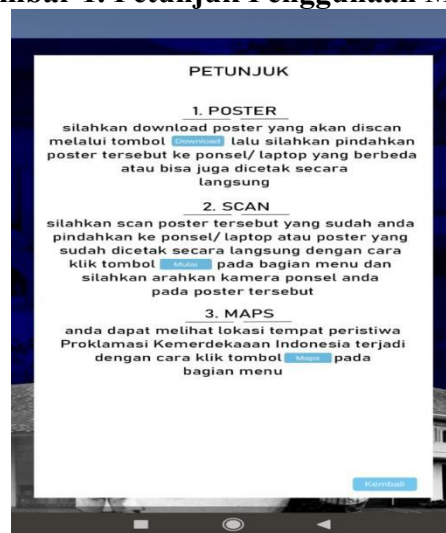 PETUNJUK
1. POSTER
silahkan download poster yang akan discan
melalui tombol Download lalu silahkan pindahkan
poster tersebut ke ponsel/ laptop yang berbeda
atau bisa juga dicetak secara
langsung
2. SCAN
silahkan scan poster tersebut yang sudah anda
pindahkan ke ponsel/ laptop atau poster yang
sudah dicetak secara langsung dengan cara
klik tombol Mulai pada bagian menu dan
silahkan arahkan kamera ponsel anda
pada poster tersebut
3. MAPS
anda dapat melihat lokasi tempat peristiwa
Proklamasi Kemerdekaaan Indonesia terjadi
dengan cara klik tombol Maps pada
bagian menu
Kembali